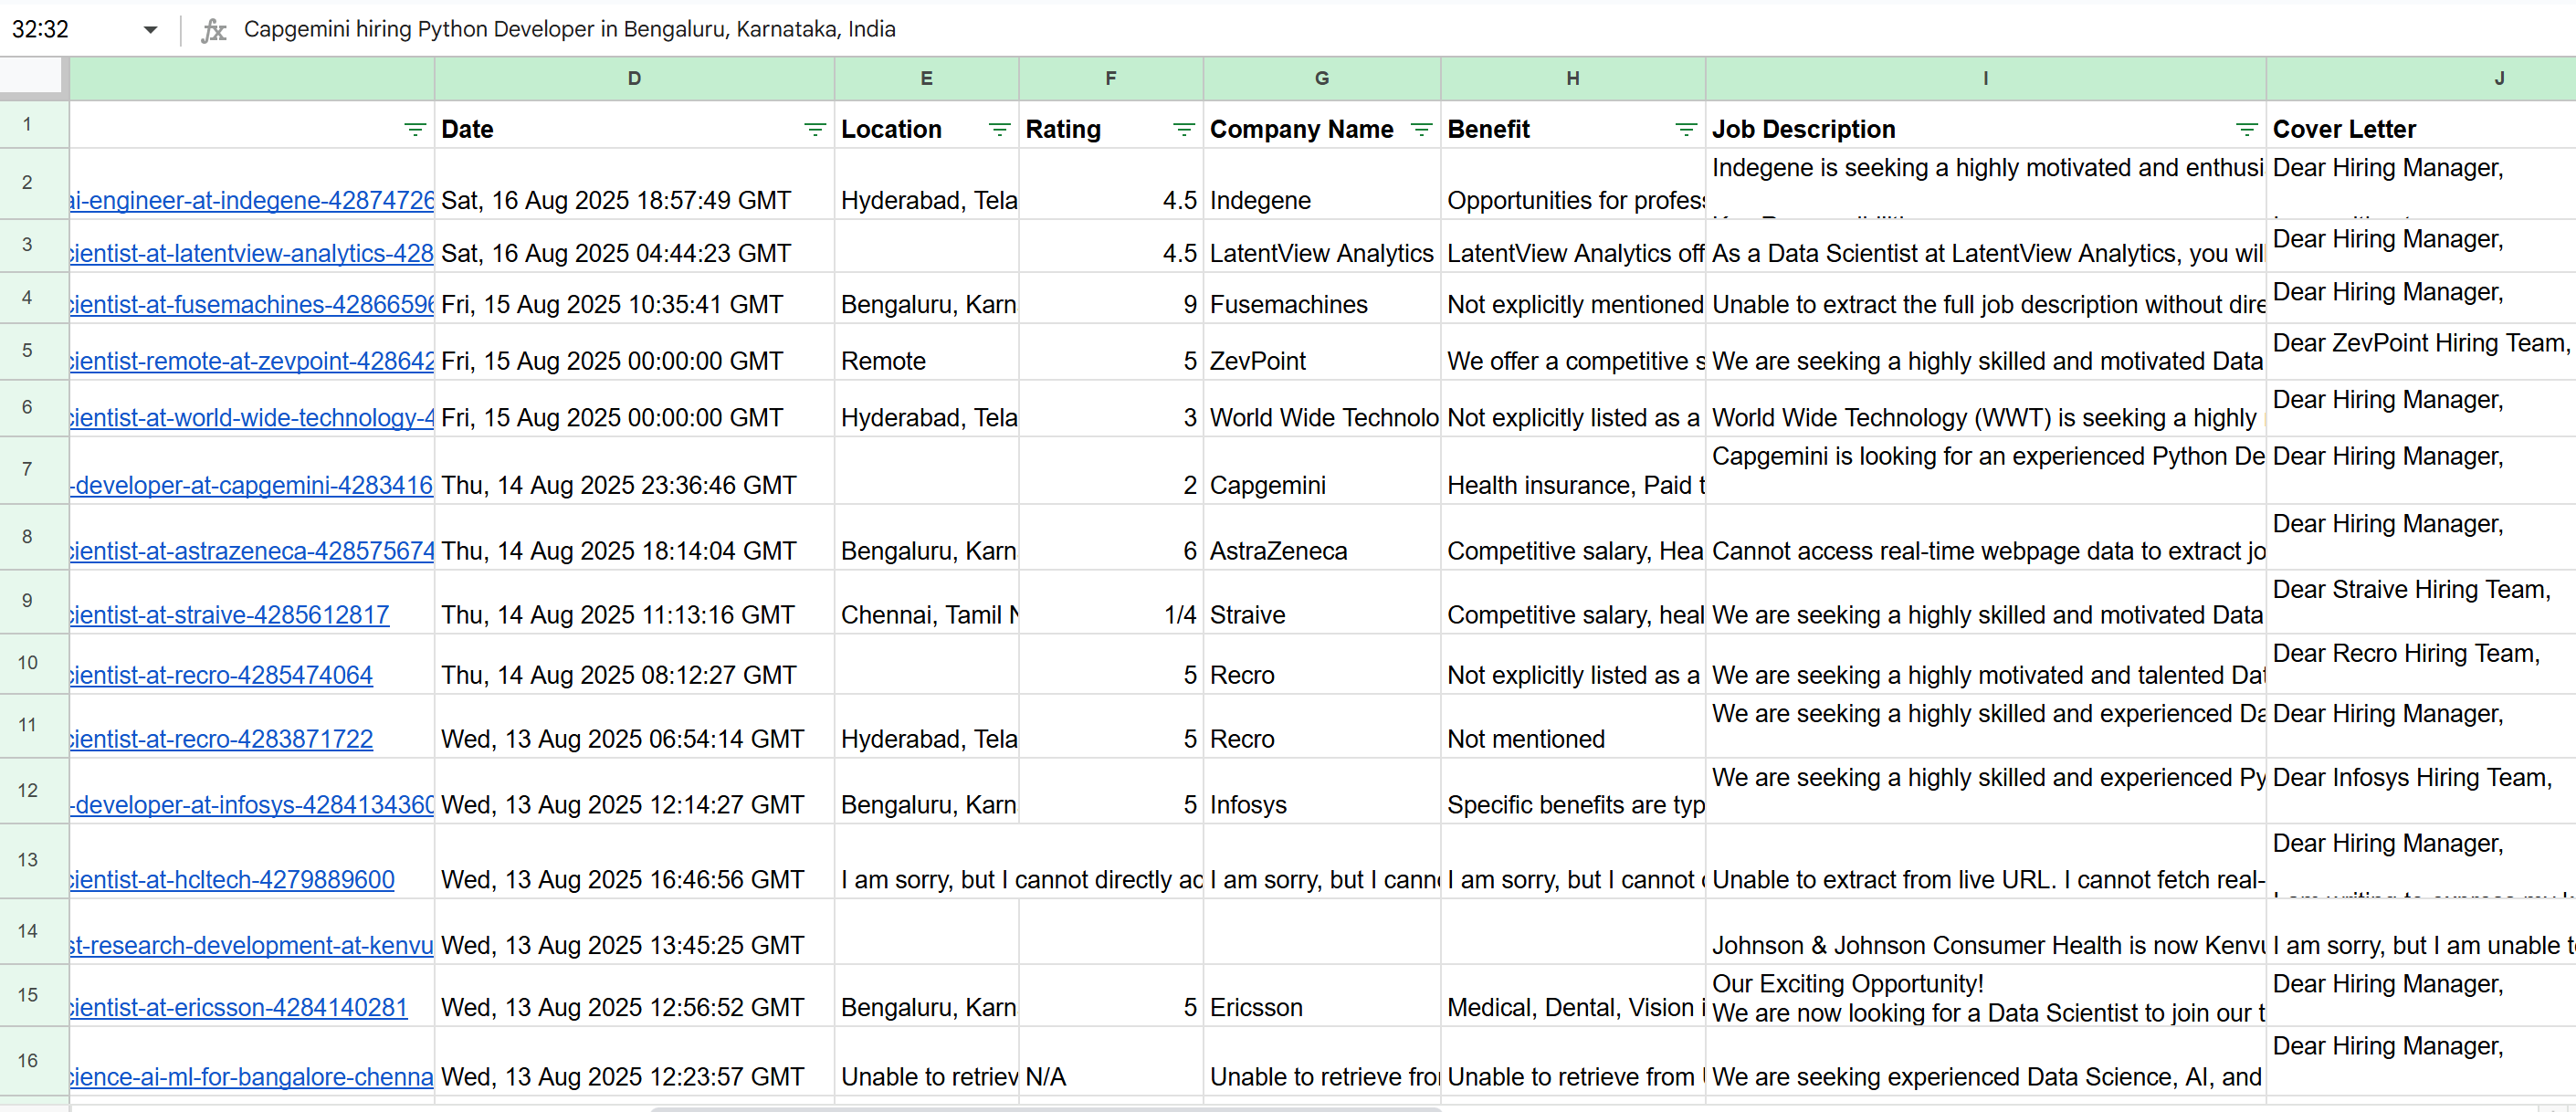 32:32 fx Capgemini hiring Python Developer in Bengaluru, Karnataka, India
D E F G H I J
1 Date Location Rating Company Name Benefit Job Description Cover Letter
2 ai-engineer-at-indegene-42874726 Sat, 16 Aug 2025 18:57:49 GMT Hyderabad, Tela 4.5 Indegene Opportunities for profes Indegene is seeking a highly motivated and enthusi Dear Hiring Manager,
3 cientist-at-latentview-analytics-428 Sat, 16 Aug 2025 04:44:23 GMT 4.5 LatentView Analytics LatentView Analytics off As a Data Scientist at LatentView Analytics, you wil Dear Hiring Manager,
4 cientist-at-fusemachines-42866596 Fri, 15 Aug 2025 10:35:41 GMT Bengaluru, Karn 9 Fusemachines Not explicitly mentioned Unable to extract the full job description without dire Dear Hiring Manager,
5 cientist-remote-at-zevpoint-428642 Fri, 15 Aug 2025 00:00:00 GMT Remote 5 ZevPoint We offer a competitive s We are seeking a highly skilled and motivated Data Dear ZevPoint Hiring Team,
6 cientist-at-world-wide-technology-4 Fri, 15 Aug 2025 00:00:00 GMT Hyderabad, Tela 3 World Wide Technolo Not explicitly listed as a World Wide Technology (WWT) is seeking a highly Dear Hiring Manager,
7 -developer-at-capgemini-4283416 Thu, 14 Aug 2025 23:36:46 GMT 2 Capgemini Health insurance, Paid t Capgemini is looking for an experienced Python De Dear Hiring Manager,
8 cientist-at-astrazeneca-428575674 Thu, 14 Aug 2025 18:14:04 GMT Bengaluru, Karn 6 AstraZeneca Competitive salary, Hea Cannot access real-time webpage data to extract jo Dear Hiring Manager,
9 cientist-at-straive-4285612817 Thu, 14 Aug 2025 11:13:16 GMT Chennai, Tamil N 1/4 Straive Competitive salary, heal We are seeking a highly skilled and motivated Data Dear Straive Hiring Team,
10 cientist-at-recro-4285474064 Thu, 14 Aug 2025 08:12:27 GMT 5 Recro Not explicitly listed as a We are seeking a highly motivated and talented Dat Dear Recro Hiring Team,
11 cientist-at-recro-4283871722 Wed, 13 Aug 2025 06:54:14 GMT Hyderabad, Tela 5 Recro Not mentioned We are seeking a highly skilled and experienced Da Dear Hiring Manager,
12 -developer-at-infosys-4284134360 Wed, 13 Aug 2025 12:14:27 GMT Bengaluru, Karn 5 Infosys Specific benefits are typ We are seeking a highly skilled and experienced Py Dear Infosys Hiring Team,
13 cientist-at-hcltech-4279889600 Wed, 13 Aug 2025 16:46:56 GMT I am sorry, but I cannot directly ac I am sorry, but I cann I am sorry, but I cannot Unable to extract from live URL. I cannot fetch real- Dear Hiring Manager,
14 st-research-development-at-kenvu Wed, 13 Aug 2025 13:45:25 GMT Johnson & Johnson Consumer Health is now Kenvu I am sorry, but I am unable t
15 cientist-at-ericsson-4284140281 Wed, 13 Aug 2025 12:56:52 GMT Bengaluru, Karn 5 Ericsson Medical, Dental, Vision i Our Exciting Opportunity! Dear Hiring Manager,
We are now looking for a Data Scientist to join our t
16 cience-ai-ml-for-bangalore-chenna Wed, 13 Aug 2025 12:23:57 GMT Unable to retriev N/A Unable to retrieve fro Unable to retrieve from We are seeking experienced Data Science, AI, and Dear Hiring Manager,